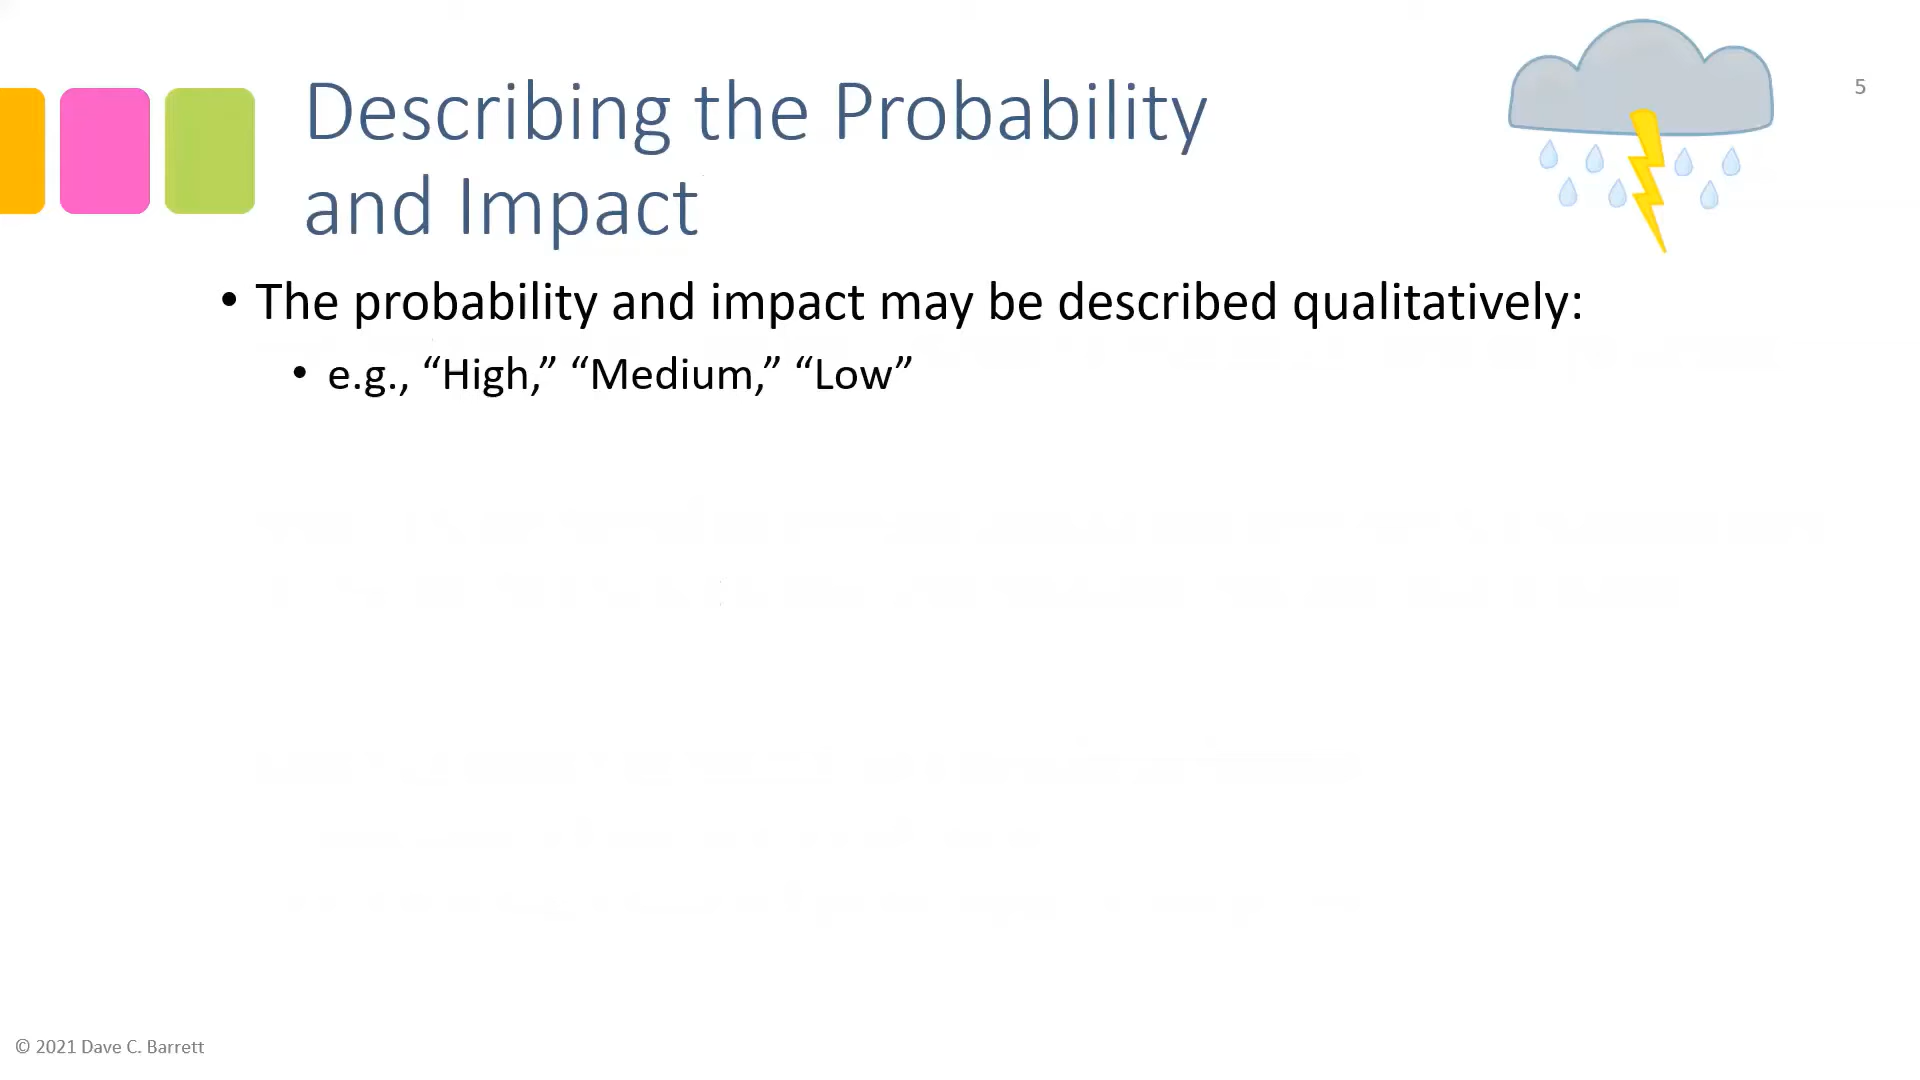 Describing the Probability
and Impact
5
• The probability and impact may be described qualitatively:
• e.g., “High,” “Medium,” “Low”
© 2021 Dave C. Barrett